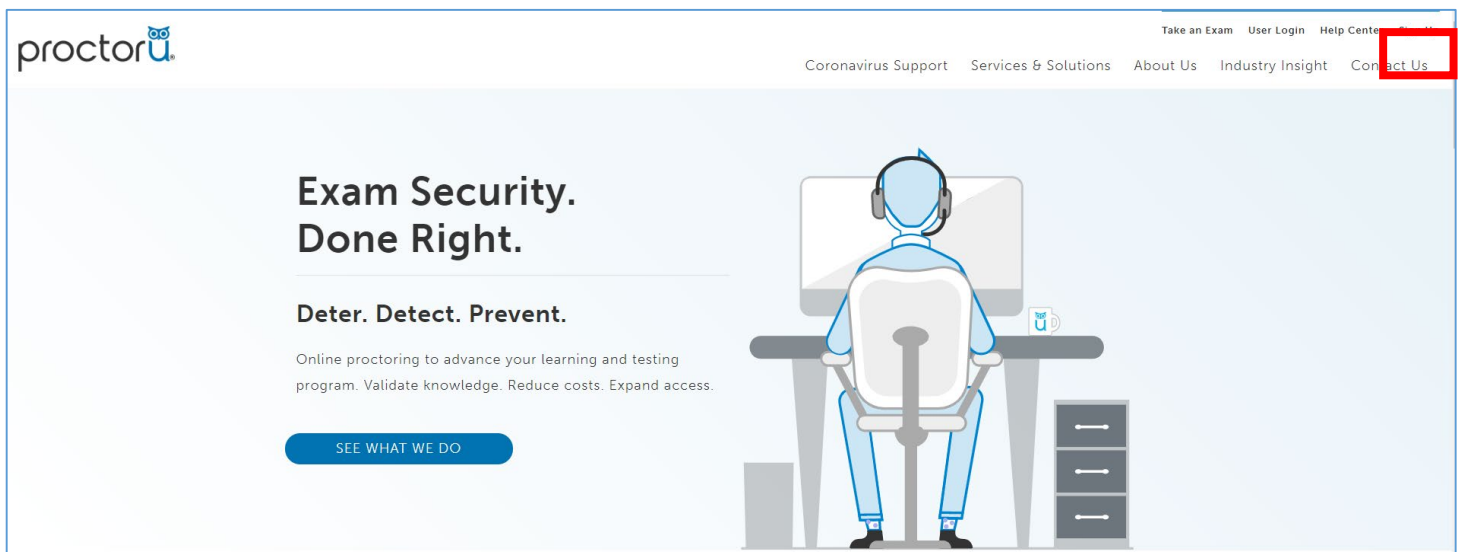 proctorU®
Take an Exam User Login Help Center
Coronavirus Support Services & Solutions About Us Industry Insight Contact Us
Exam Security.
Done Right.
Deter. Detect. Prevent.
Online proctoring to advance your learning and testing
program. Validate knowledge. Reduce costs. Expand access.
SEE WHAT WE DO
U